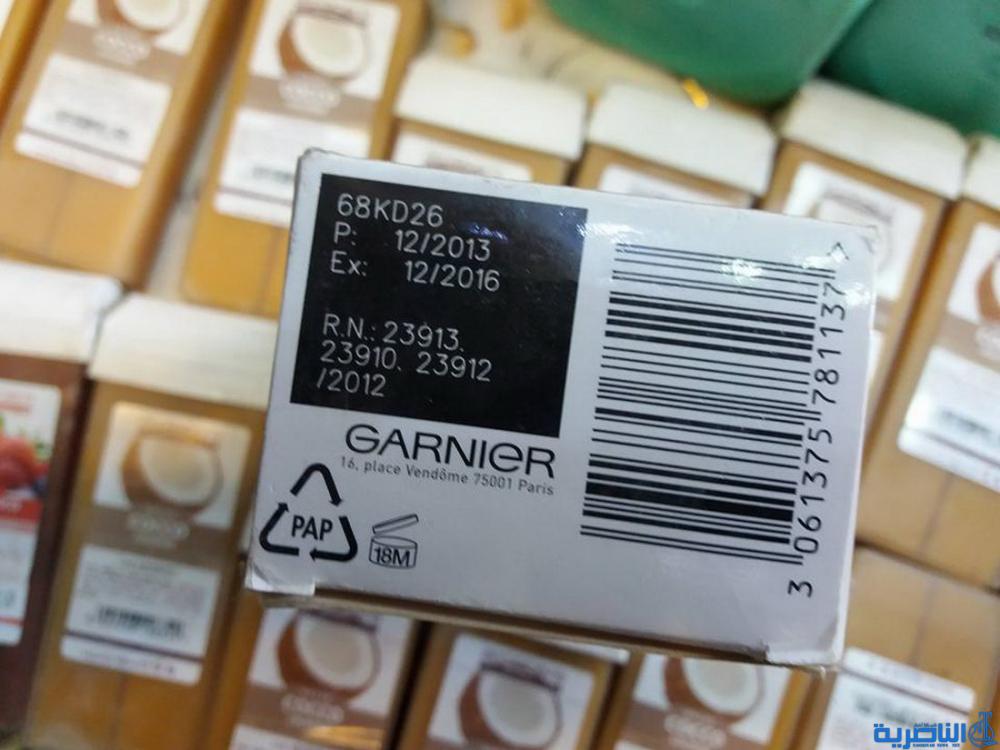 68KD26
P: 12/2013
Ex: 12/2016
R.N.: 23913.
23910. 23912
/2012
GARNIER
16, place Vendôme 75001 Paris
PAP
18M
3 061375 781137
الناصرية